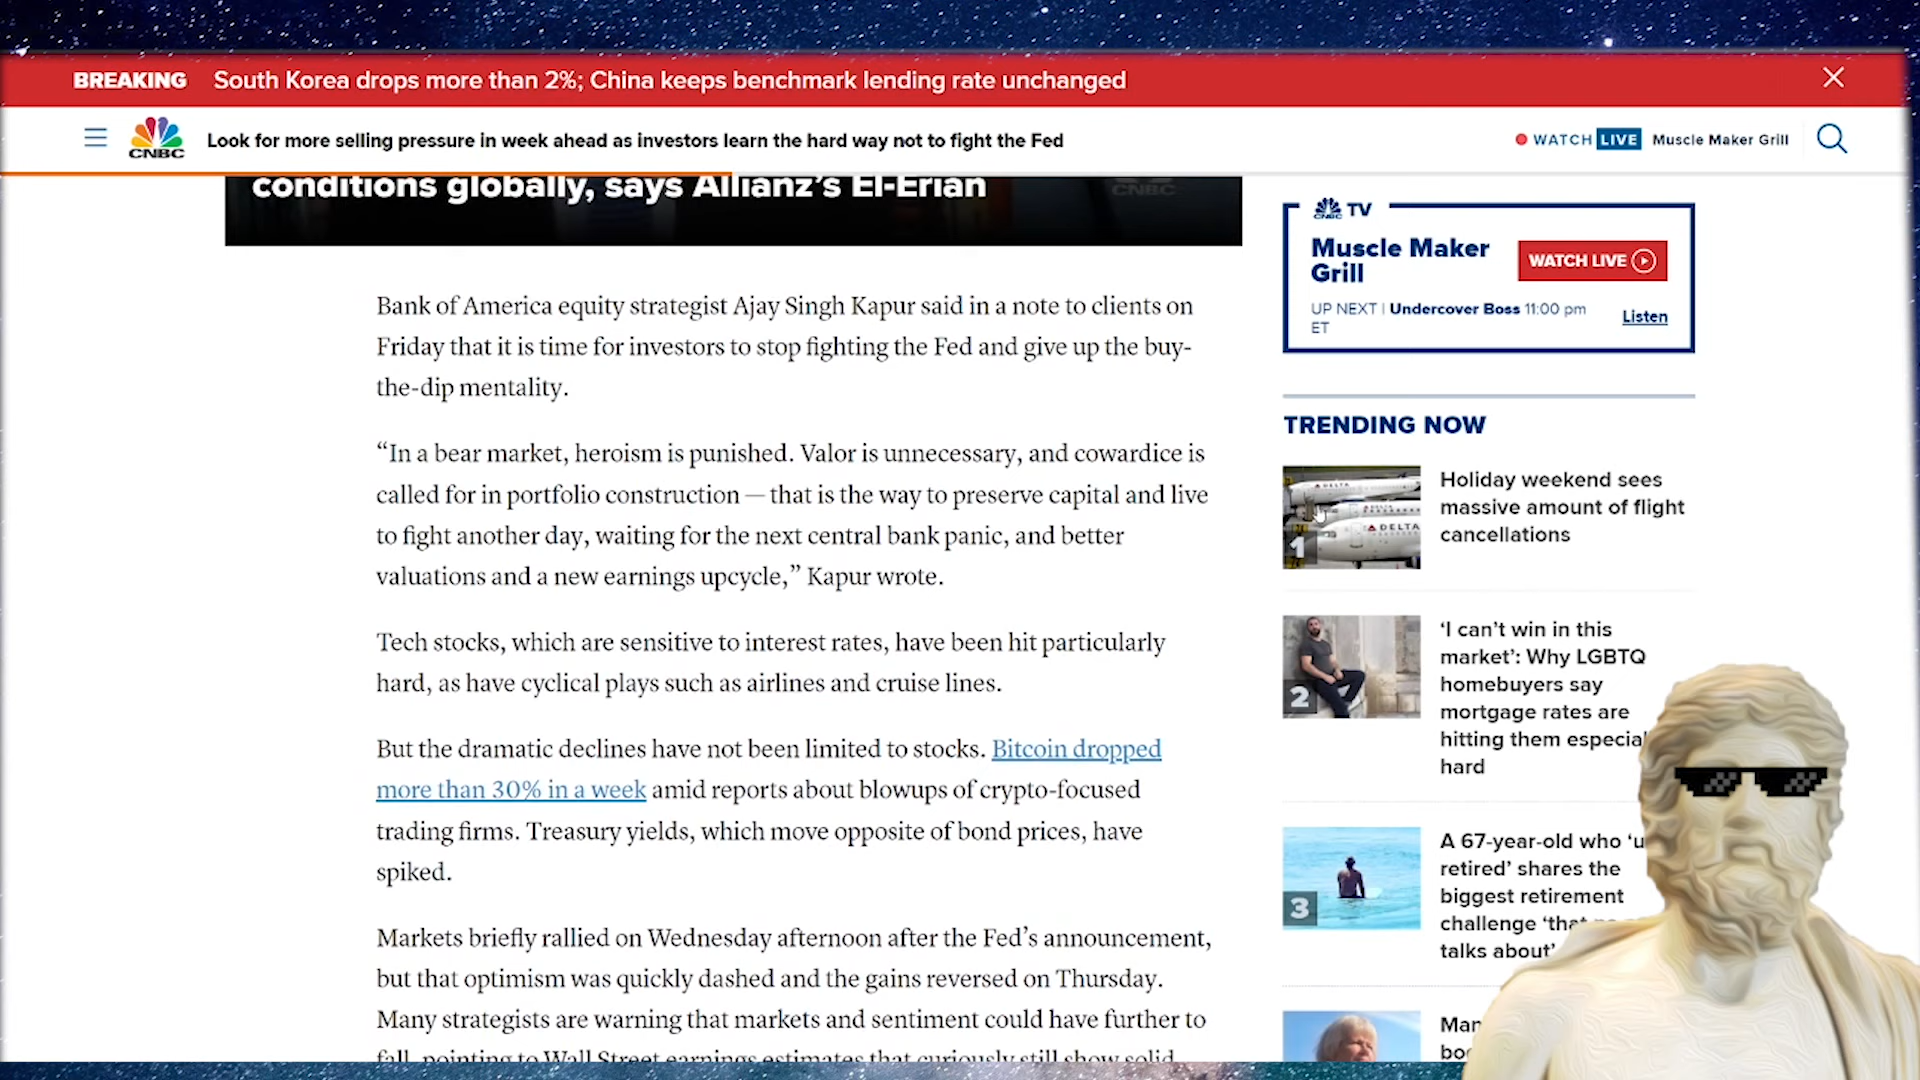 BREAKING South Korea drops more than 2%; China keeps benchmark lending rate unchanged
CNBC
Look for more selling pressure in week ahead as investors learn the hard way not to fight the Fed
WATCH LIVE Muscle Maker Grill
conditions globally, says Allianz’s El-Erian
CNBC
Bank of America equity strategist Ajay Singh Kapur said in a note to clients on
Friday that it is time for investors to stop fighting the Fed and give up the buy-
the-dip mentality.
“In a bear market, heroism is punished. Valor is unnecessary, and cowardice is
called for in portfolio construction — that is the way to preserve capital and live
to fight another day, waiting for the next central bank panic, and better
valuations and a new earnings upcycle,” Kapur wrote.
Tech stocks, which are sensitive to interest rates, have been hit particularly
hard, as have cyclical plays such as airlines and cruise lines.
But the dramatic declines have not been limited to stocks. Bitcoin dropped
more than 30% in a week amid reports about blowups of crypto-focused
trading firms. Treasury yields, which move opposite of bond prices, have
spiked.
Markets briefly rallied on Wednesday afternoon after the Fed’s announcement,
but that optimism was quickly dashed and the gains reversed on Thursday.
Many strategists are warning that markets and sentiment could have further to
fall, pointing to Wall Street earnings estimates that curiously still show solid
CNBC TV
Muscle Maker
Grill
WATCH LIVE
UP NEXT | Undercover Boss 11:00 pm
ET
Listen
TRENDING NOW
DELTA
DELTA
1
Holiday weekend sees
massive amount of flight
cancellations
2
‘I can’t win in this
market’: Why LGBTQ
homebuyers say
mortgage rates are
hitting them especial
hard
3
A 67-year-old who ‘u
retired’ shares the
biggest retirement
challenge ‘that
talks about’